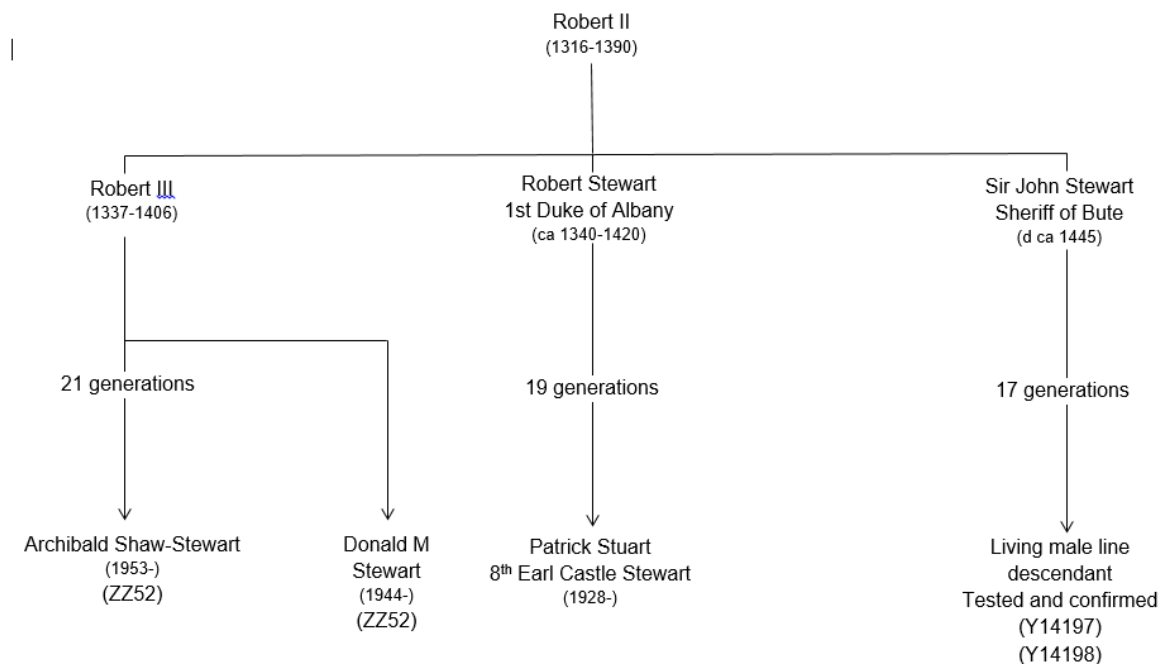 Robert II
(1316-1390)
Robert III
(1337-1406)
Robert Stewart
1st Duke of Albany
(ca 1340-1420)
Sir John Stewart
Sheriff of Bute
(d ca 1445)
21 generations
19 generations
17 generations
Archibald Shaw-Stewart
(1953-)
(ZZ52)
Donald M
Stewart
(1944-)
(ZZ52)
Patrick Stuart
8th Earl Castle Stewart
(1928-)
Living male line
descendant
Tested and confirmed
(Y14197)
(Y14198)